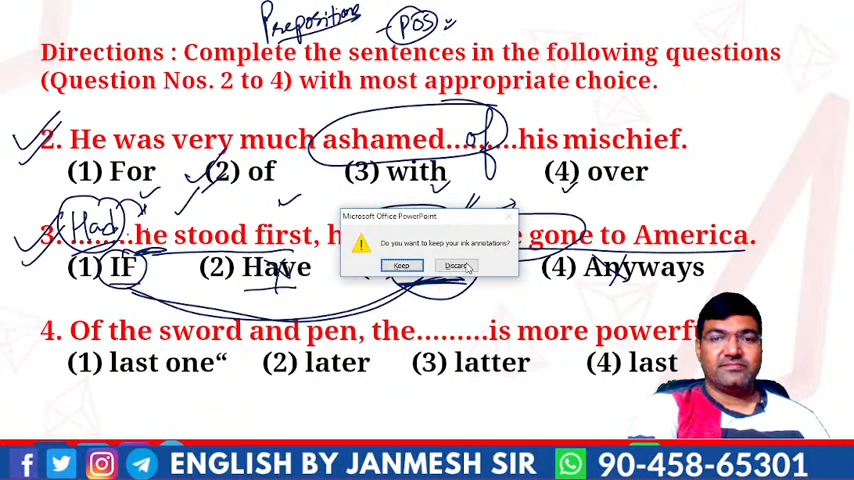 Prepositions - POS
Directions : Complete the sentences in the following questions
(Question Nos. 2 to 4) with most appropriate choice.
2. He was very much ashamed.........his mischief.
of
(1) For (2) of (3) with (4) over
Had
3. .........he stood first, h gone to America.
(1) IF (2) Have (4) Anyways
Microsoft Office PowerPoint
Do you want to keep your ink annotations?
Keep Discard
4. Of the sword and pen, the.........is more powerf
(1) last one“ (2) later (3) latter (4) last
ENGLISH BY JANMESH SIR 90-458-65301